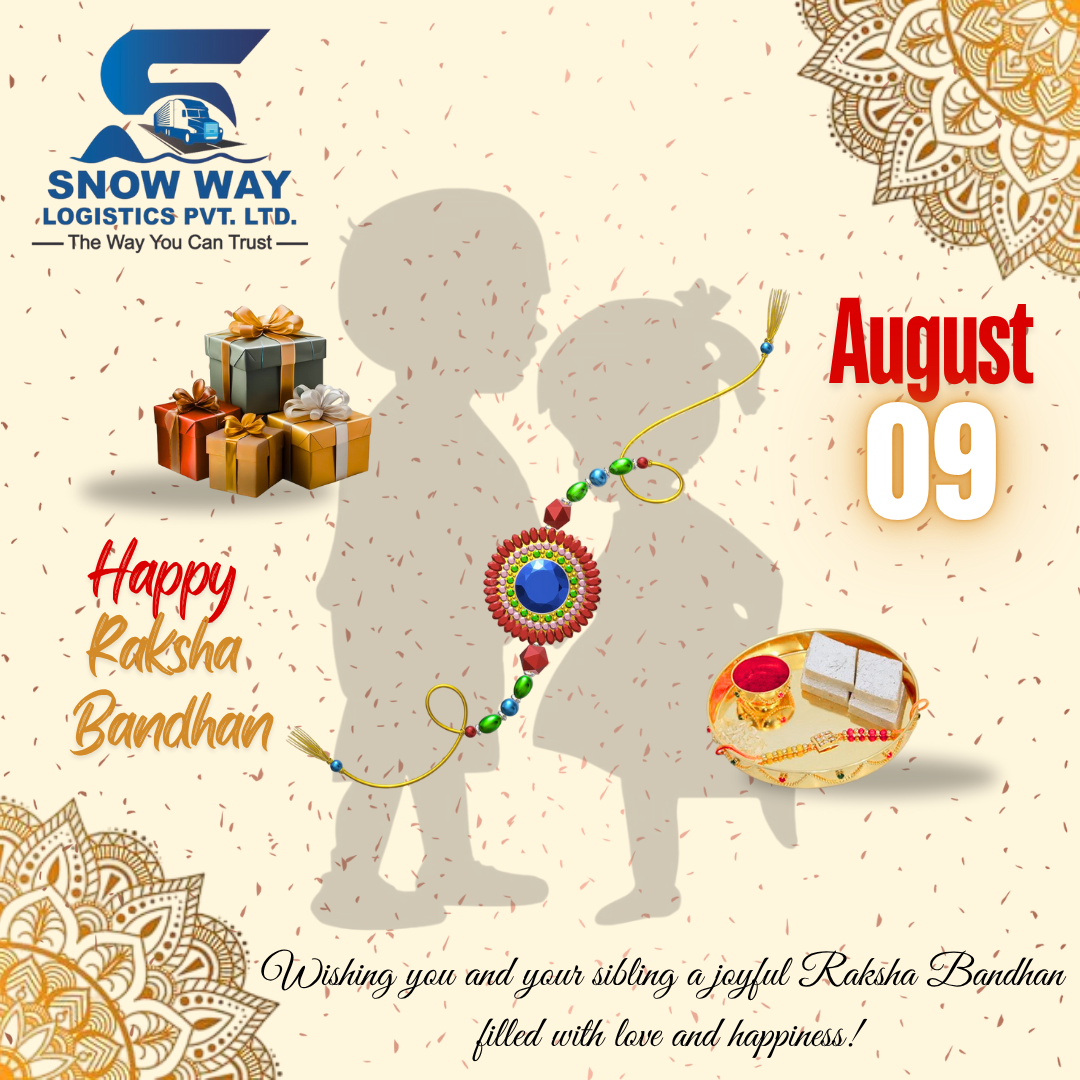 SNOW WAY
LOGISTICS PVT. LTD.
The Way You Can Trust
August
09
Happy
Raksha
Bandhan
Wishing you and your sibling a joyful Raksha Bandhan
filled with love and happiness!